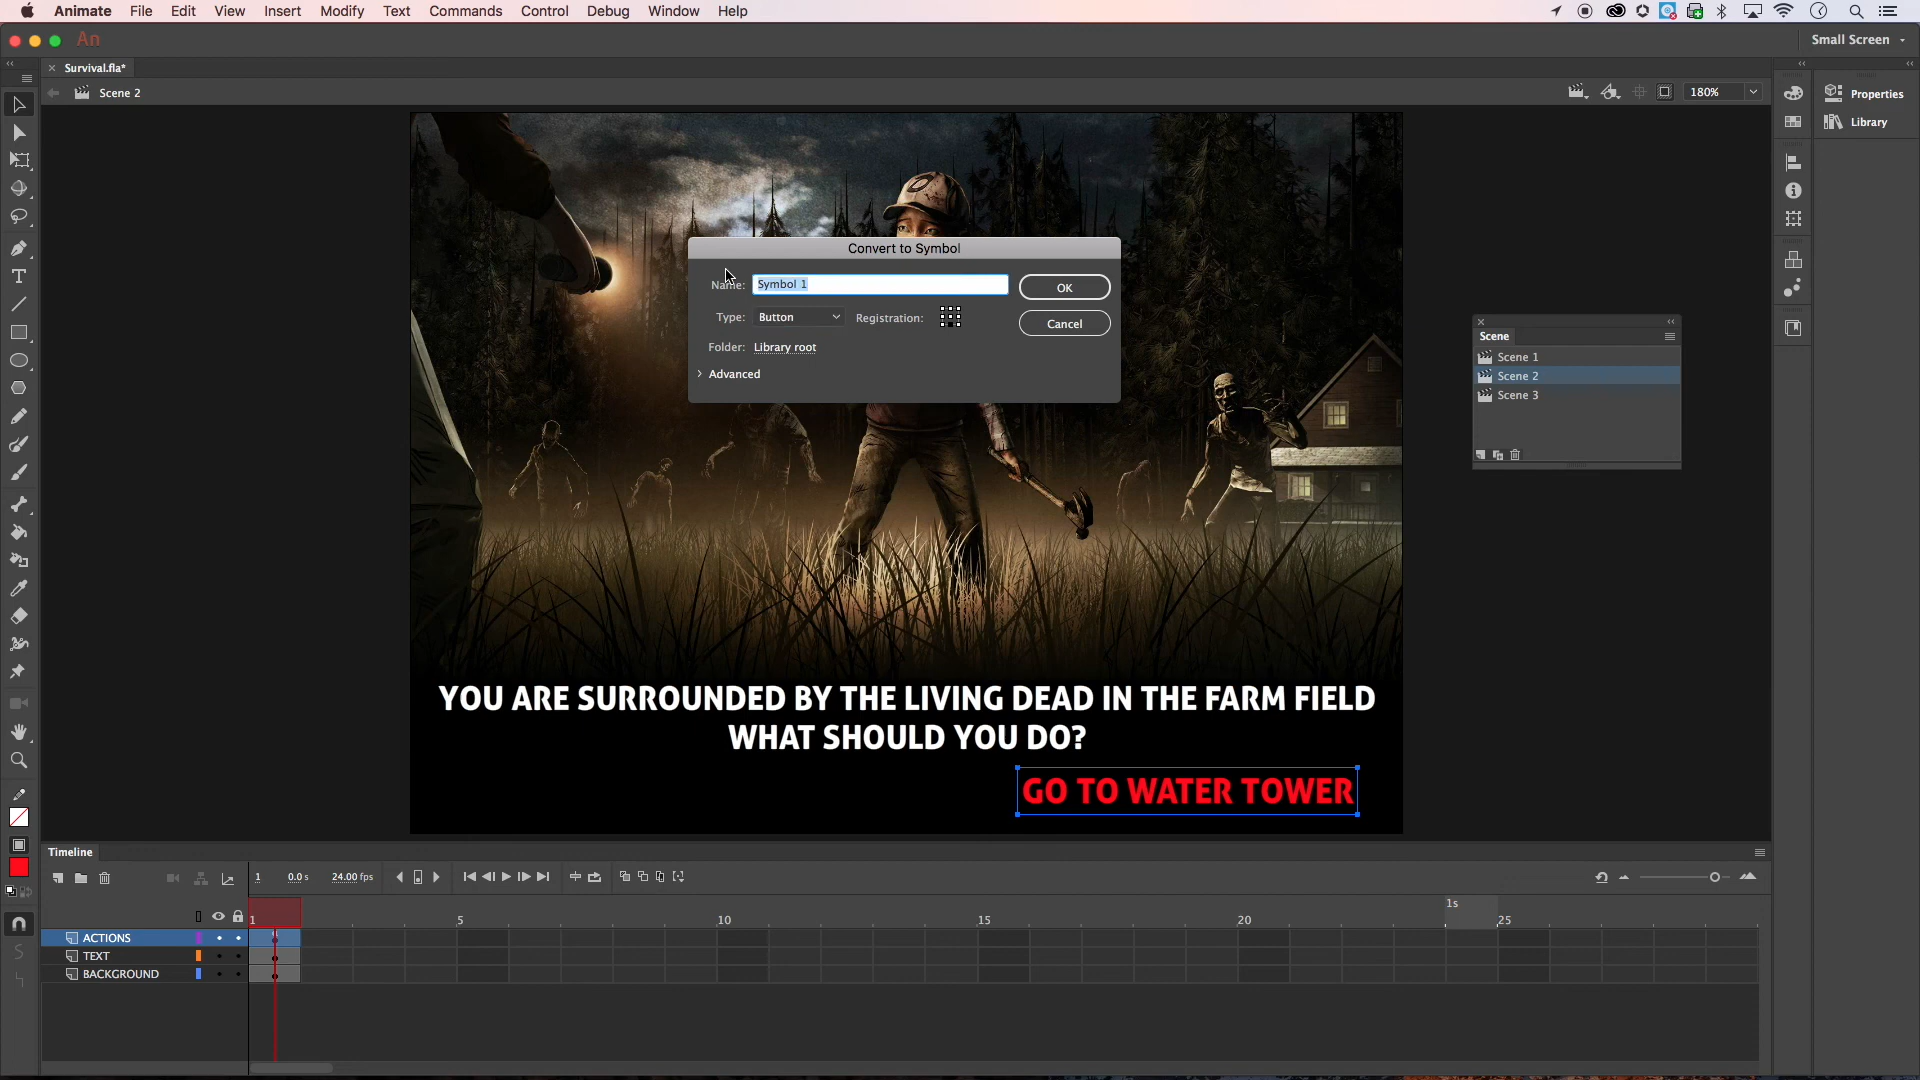 Animate File Edit View Insert Modify Text Commands Control Debug Window Help
An
Small Screen
Survival.fla*
Scene 2
180%
Properties
Library
Convert to Symbol
Name: Symbol 1
OK
Type: Button
Registration:
Cancel
Folder: Library root
Advanced
Scene
Scene 1
Scene 2
Scene 3
YOU ARE SURROUNDED BY THE LIVING DEAD IN THE FARM FIELD
WHAT SHOULD YOU DO?
GO TO WATER TOWER
Timeline
1 0.0 s 24.00 fps
1s
1 5 10 15 20 25
ACTIONS
TEXT
BACKGROUND